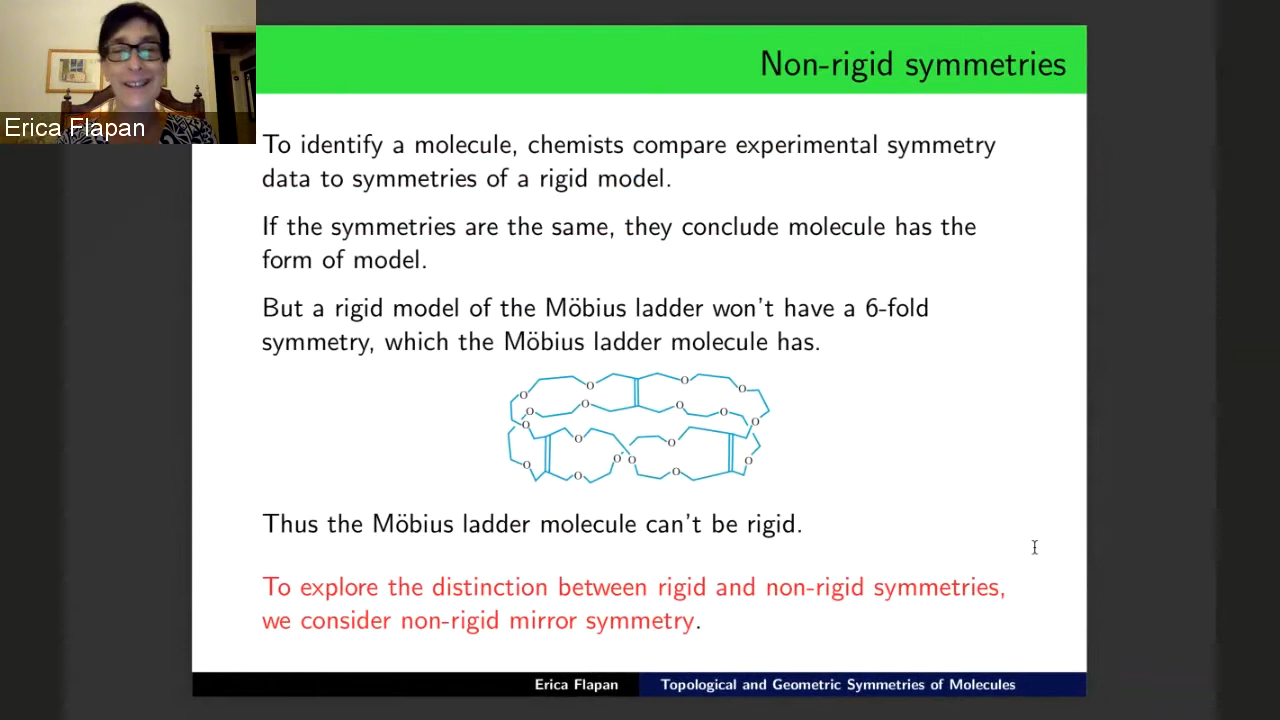 Erica Flapan
Non-rigid symmetries
To identify a molecule, chemists compare experimental symmetry
data to symmetries of a rigid model.
If the symmetries are the same, they conclude molecule has the
form of model.
But a rigid model of the Möbius ladder won't have a 6-fold
symmetry, which the Möbius ladder molecule has.
O O O O
O O O O O
O O O
O O O O
O O O
Thus the Möbius ladder molecule can't be rigid.
To explore the distinction between rigid and non-rigid symmetries,
we consider non-rigid mirror symmetry.
Erica Flapan Topological and Geometric Symmetries of Molecules